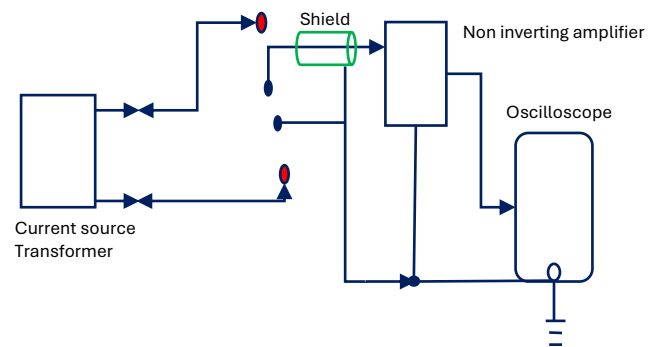 Shield
Non inverting amplifier
Oscilloscope
Current source
Transformer